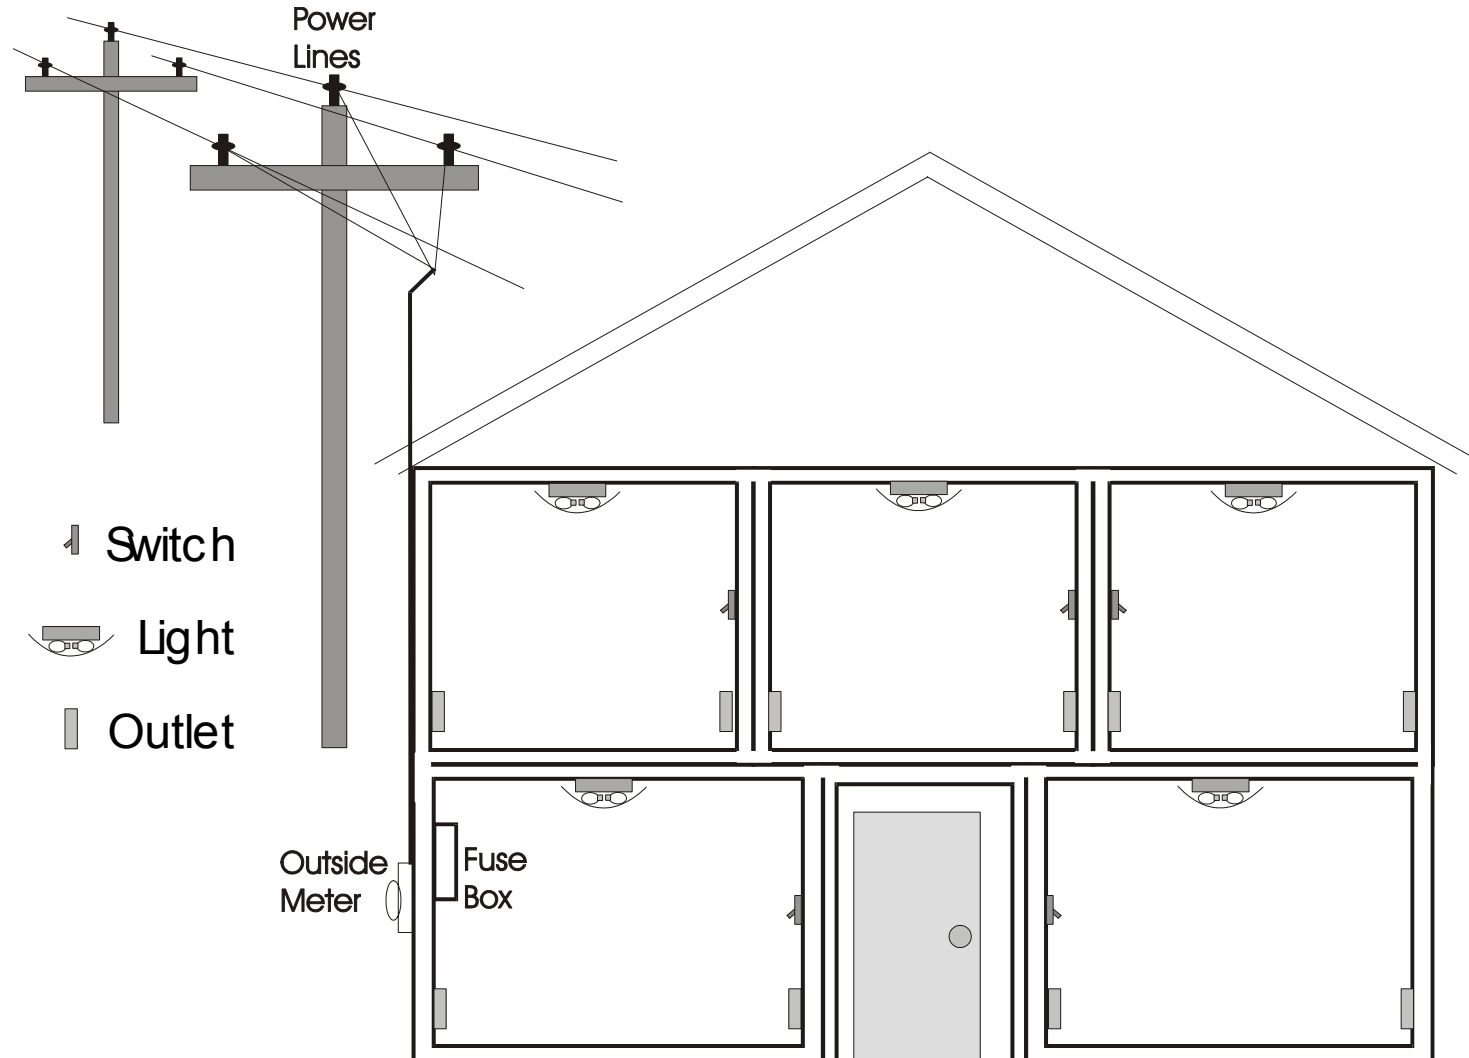 Power
Lines
Switch
Light
Outlet
Outside
Meter
Fuse
Box